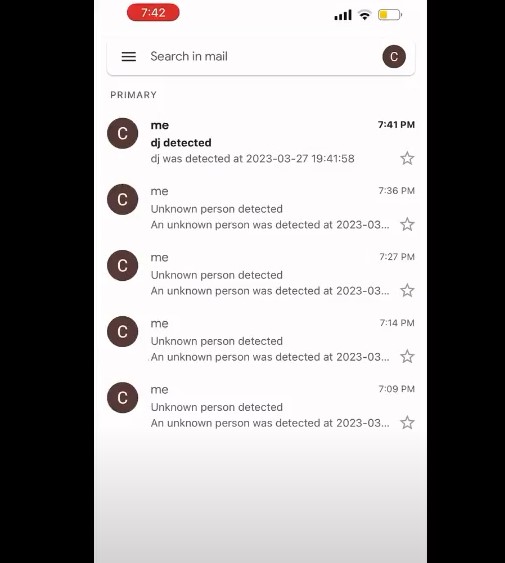 7:42
Search in mail
C
PRIMARY
C
me
7:41 PM
dj detected
dj was detected at 2023-03-27 19:41:58
C
me
7:36 PM
Unknown person detected
An unknown person was detected at 2023-03...
C
me
7:27 PM
Unknown person detected
An unknown person was detected at 2023-03...
C
me
7:14 PM
Unknown person detected
An unknown person was detected at 2023-03...
C
me
7:09 PM
Unknown person detected
An unknown person was detected at 2023-03...